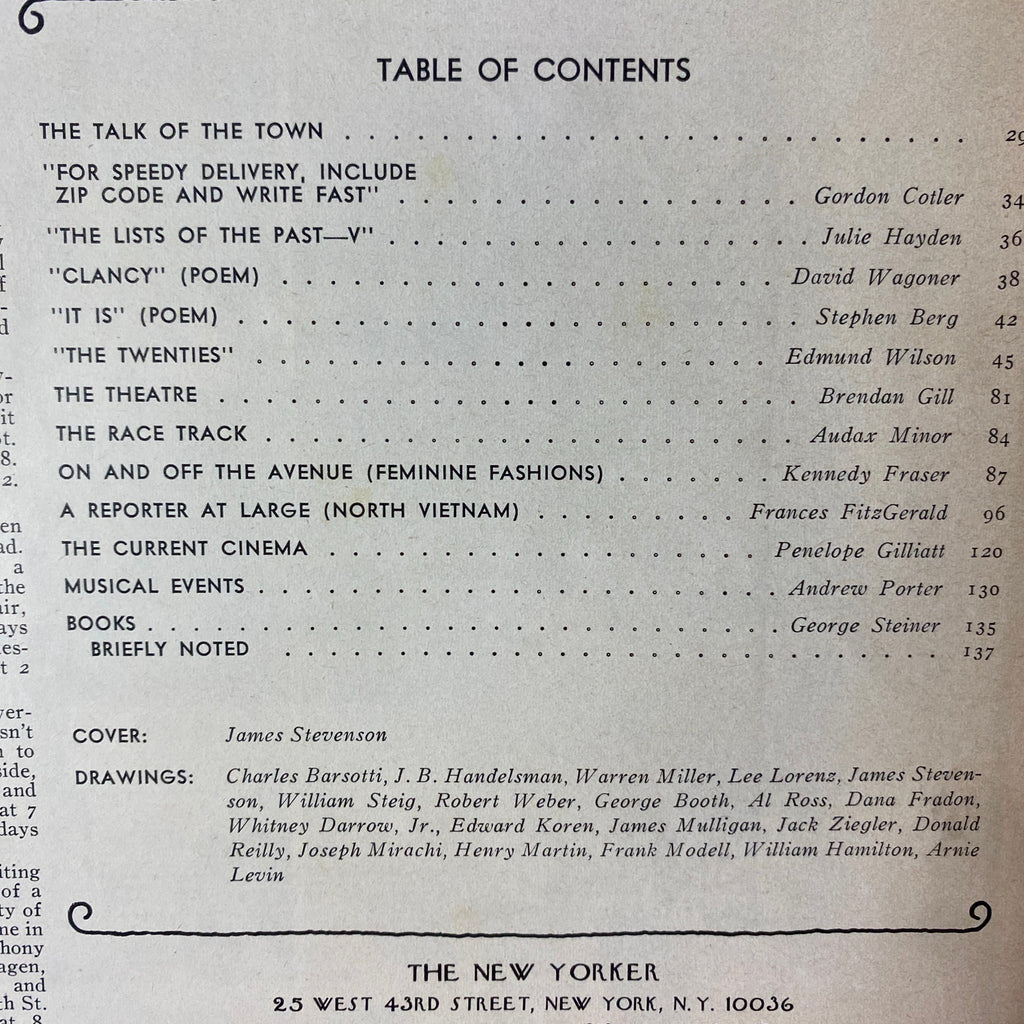 TABLE OF CONTENTS
THE TALK OF THE TOWN . . . . . . . . . . . . . . . . . . . . . . . . . . 29
"FOR SPEEDY DELIVERY, INCLUDE
ZIP CODE AND WRITE FAST" . . . . . . . . . . . . . . . . . Gordon Cotler 34
"THE LISTS OF THE PAST—V" . . . . . . . . . . . . . . . . . . Julie Hayden 36
"CLANCY" (POEM) . . . . . . . . . . . . . . . . . . . . . David Wagoner 38
"IT IS" (POEM) . . . . . . . . . . . . . . . . . . . . . . . . Stephen Berg 42
"THE TWENTIES" . . . . . . . . . . . . . . . . . . . . . . Edmund Wilson 45
THE THEATRE . . . . . . . . . . . . . . . . . . . . . . . . Brendan Gill 81
THE RACE TRACK . . . . . . . . . . . . . . . . . . . . . . . Audax Minor 84
ON AND OFF THE AVENUE (FEMININE FASHIONS) . . . . . . . Kennedy Fraser 87
A REPORTER AT LARGE (NORTH VIETNAM) . . . . . . . . . Frances FitzGerald 96
THE CURRENT CINEMA . . . . . . . . . . . . . . . . . . Penelope Gilliatt 120
MUSICAL EVENTS . . . . . . . . . . . . . . . . . . . . . . Andrew Porter 130
BOOKS . . . . . . . . . . . . . . . . . . . . . . . . . . . George Steiner 135
BRIEFLY NOTED . . . . . . . . . . . . . . . . . . . . . . . . . . . 137
COVER: James Stevenson
DRAWINGS: Charles Barsotti, J. B. Handelsman, Warren Miller, Lee Lorenz, James Steven-
son, William Steig, Robert Weber, George Booth, Al Ross, Dana Fradon,
Whitney Darrow, Jr., Edward Koren, James Mulligan, Jack Ziegler, Donald
Reilly, Joseph Mirachi, Henry Martin, Frank Modell, William Hamilton, Arnie
Levin
THE NEW YORKER
25 WEST 43RD STREET, NEW YORK, N.Y. 10036